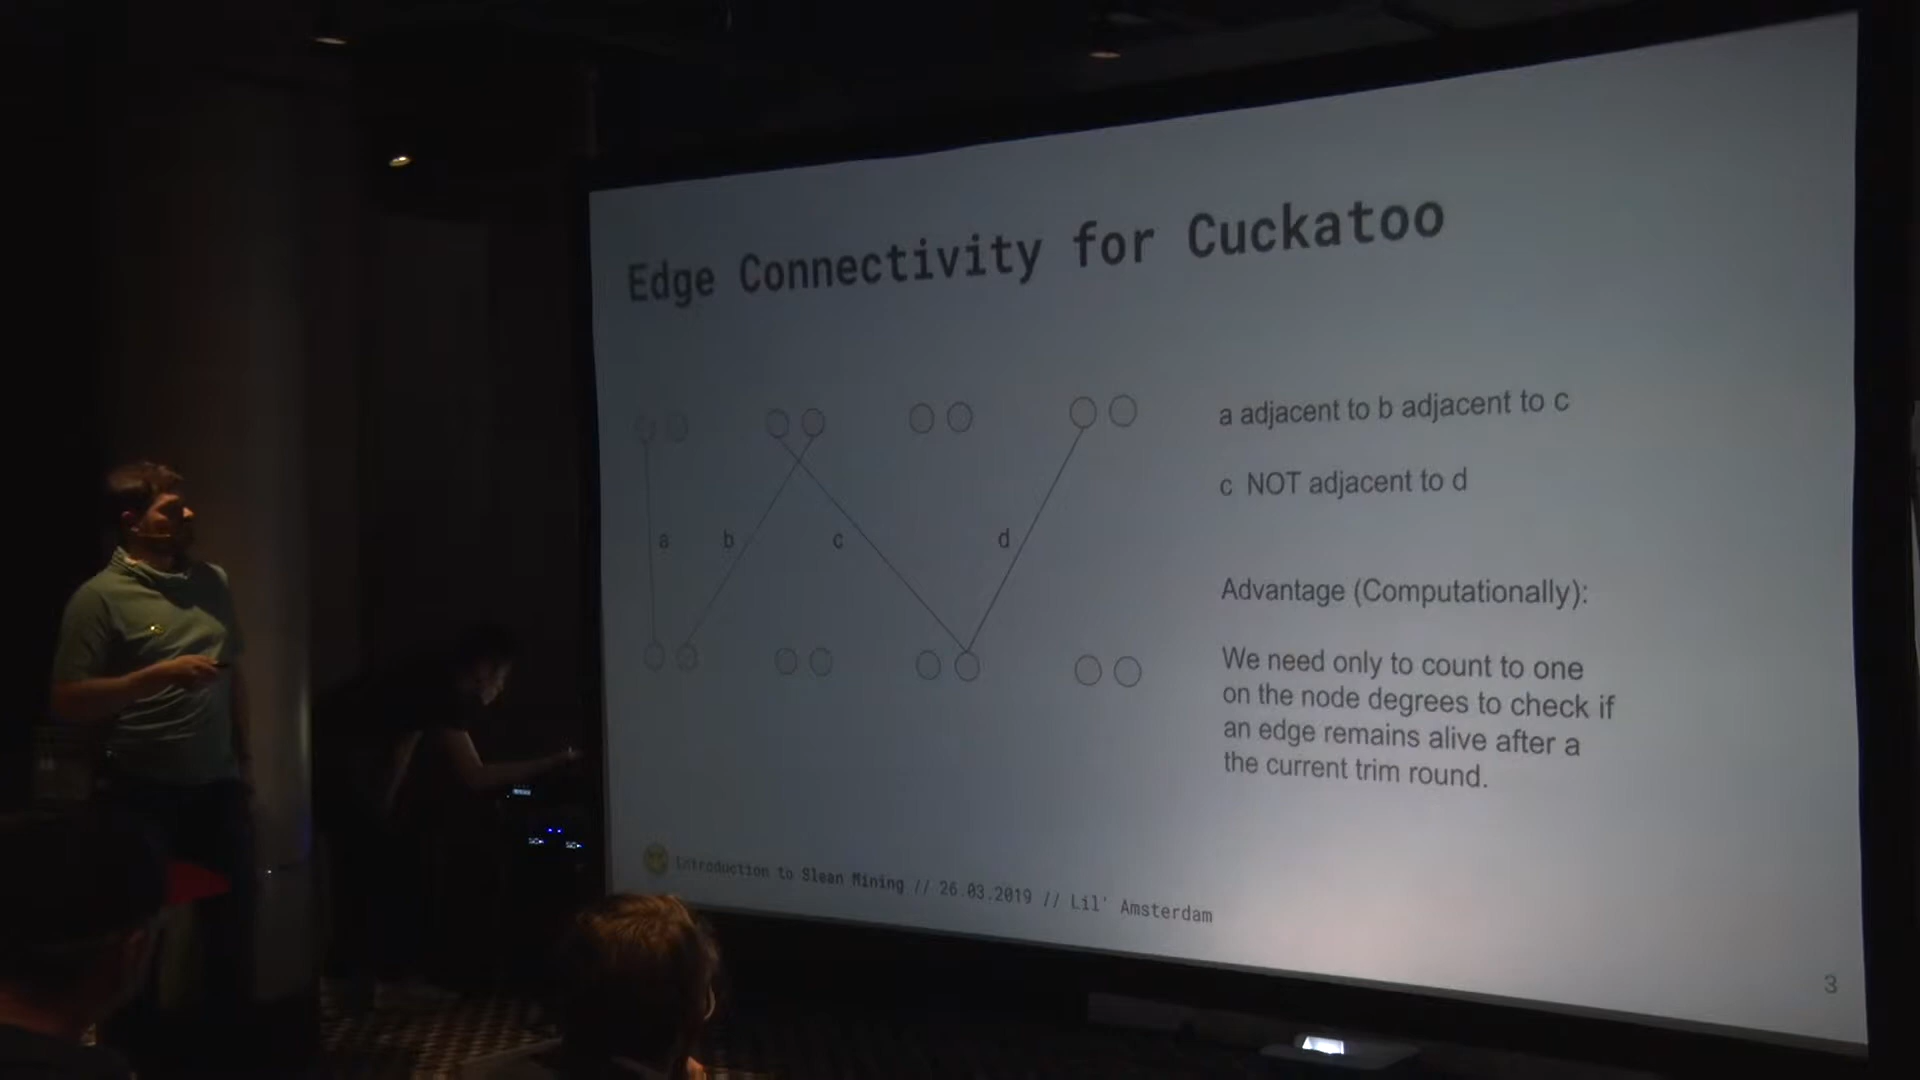 Edge Connectivity for Cuckatoo
a adjacent to b adjacent to c
c NOT adjacent to d
a
b
c
d
Advantage (Computationally):
We need only to count to one
on the node degrees to check if
an edge remains alive after a
the current trim round.
Introduction to Slean Mining // 26.03.2019 // Lil' Amsterdam
3